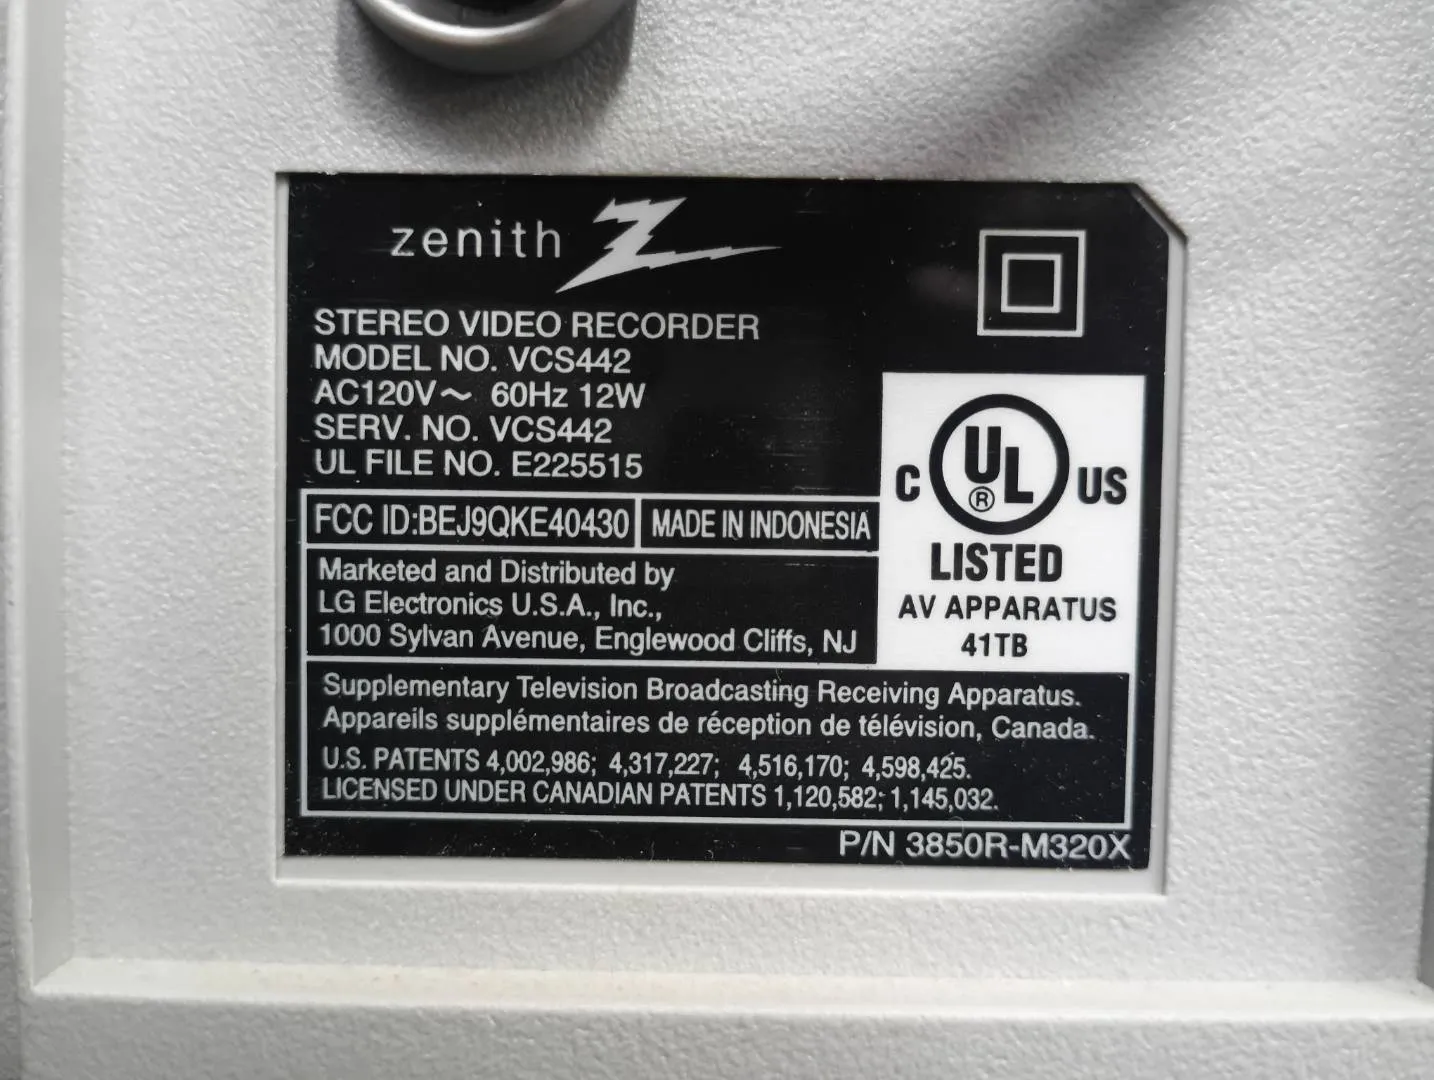 zenith
STEREO VIDEO RECORDER
MODEL NO. VCS442
AC120V~ 60Hz 12W
SERV. NO. VCS442
UL FILE NO. E225515
C UL® US
LISTED
AV APPARATUS
41TB
FCC ID:BEJ9QKE40430
MADE IN INDONESIA
Marketed and Distributed by
LG Electronics U.S.A., Inc.,
1000 Sylvan Avenue, Englewood Cliffs, NJ
Supplementary Television Broadcasting Receiving Apparatus.
Appareils supplémentaires de réception de télévision, Canada.
U.S. PATENTS 4,002,986; 4,317,227; 4,516,170; 4,598,425.
LICENSED UNDER CANADIAN PATENTS 1,120,582; 1,145,032.
P/N 3850R-M320X